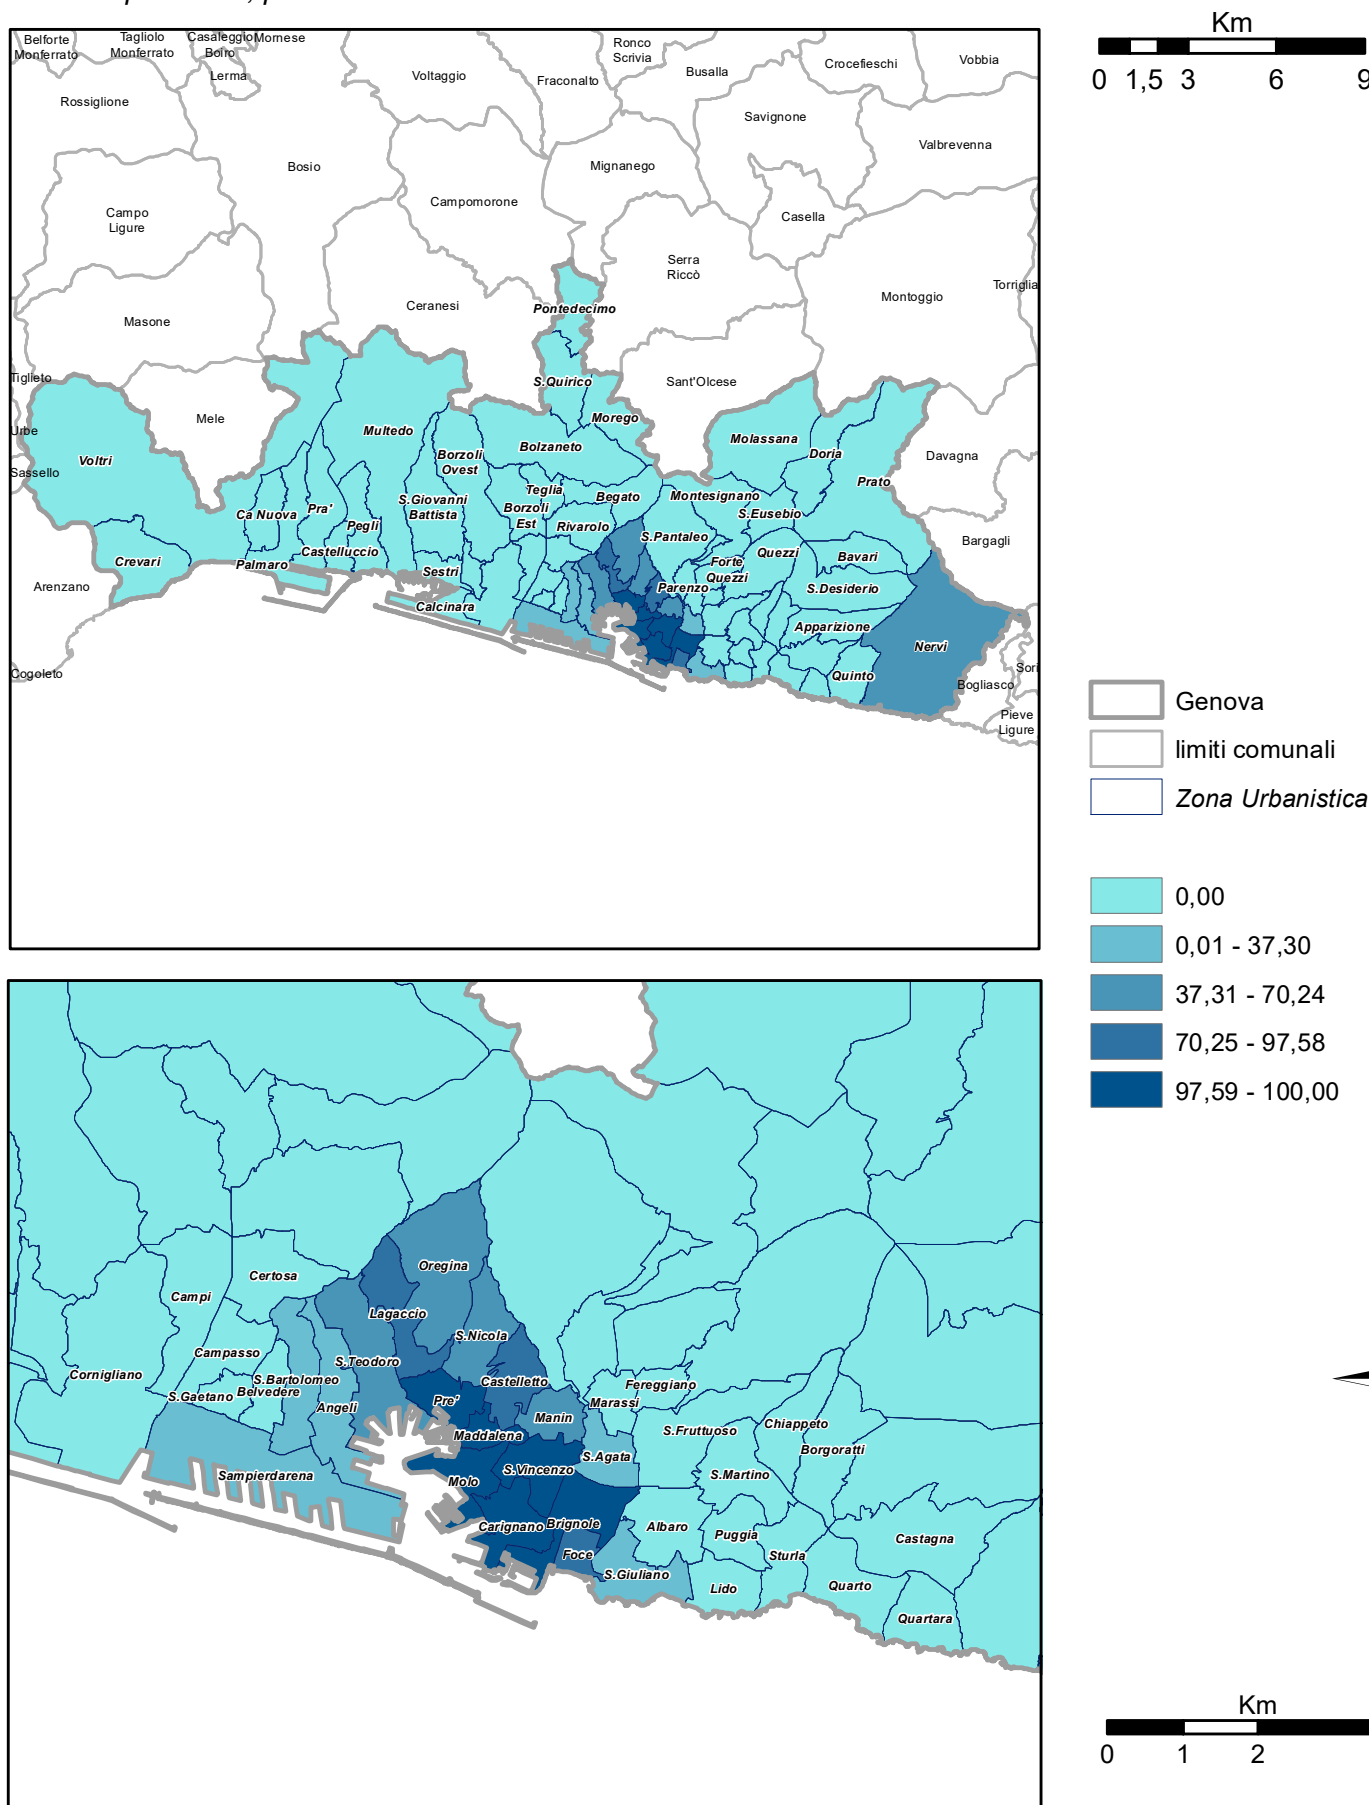 Km
0 1,5 3 6 9
Belforte
Monferrato
Tagliolo
Monferrato
Casaleggio
Boiro
Mornese
Lerma
Rossiglione
Voltaggio
Fraconalto
Ronco
Scrivia
Busalla
Crocefieschi
Vobbia
Savignone
Valbrevenna
Bosio
Mignanego
Campomorone
Campo
Ligure
Casella
Serra
Riccò
Torriglia
Montoggio
Ceranesi
Pontedecimo
Masone
Tiglieto
S.Quirico
Sant'Olcese
Mele
Morego
Urbe
Multedo
Molassana
Bolzaneto
Doria
Davagna
Borzoli
Ovest
Voltri
Sassello
Prato
Teglia
Begato
Montesignano
S.Giovanni
Battista
Ca Nuova
Pra'
Borzoli
Est
S.Eusebio
Pegli
Rivarolo
S.Pantaleo
Bargagli
Castelluccio
Quezzi
Bavari
Crevari
Palmaro
Forte
Quezzi
Sestri
Arenzano
Parenzo
S.Desiderio
Calcinara
Apparizione
Nervi
Cogoleto
Quinto
Sori
Bogliasco
Pieve
Ligure
Genova
limiti comunali
Zona Urbanistica
0,00
0,01 - 37,30
37,31 - 70,24
70,25 - 97,58
97,59 - 100,00
Oregina
Certosa
Campi
Lagaccio
S.Nicola
Campasso
S.Teodoro
Cornigliano
S.Bartolomeo
Castelletto
Fereggiano
Belvedere
S.Gaetano
Pre'
Marassi
Angeli
Manin
Chiappeto
Maddalena
S.Fruttuoso
Borgoratti
S.Agata
Sampierdarena
S.Vincenzo
S.Martino
Molo
Carignano
Brignole
Albaro
Puggia
Castagna
Foce
Sturla
S.Giuliano
Lido
Quarto
Quartara
Km
0 1 2